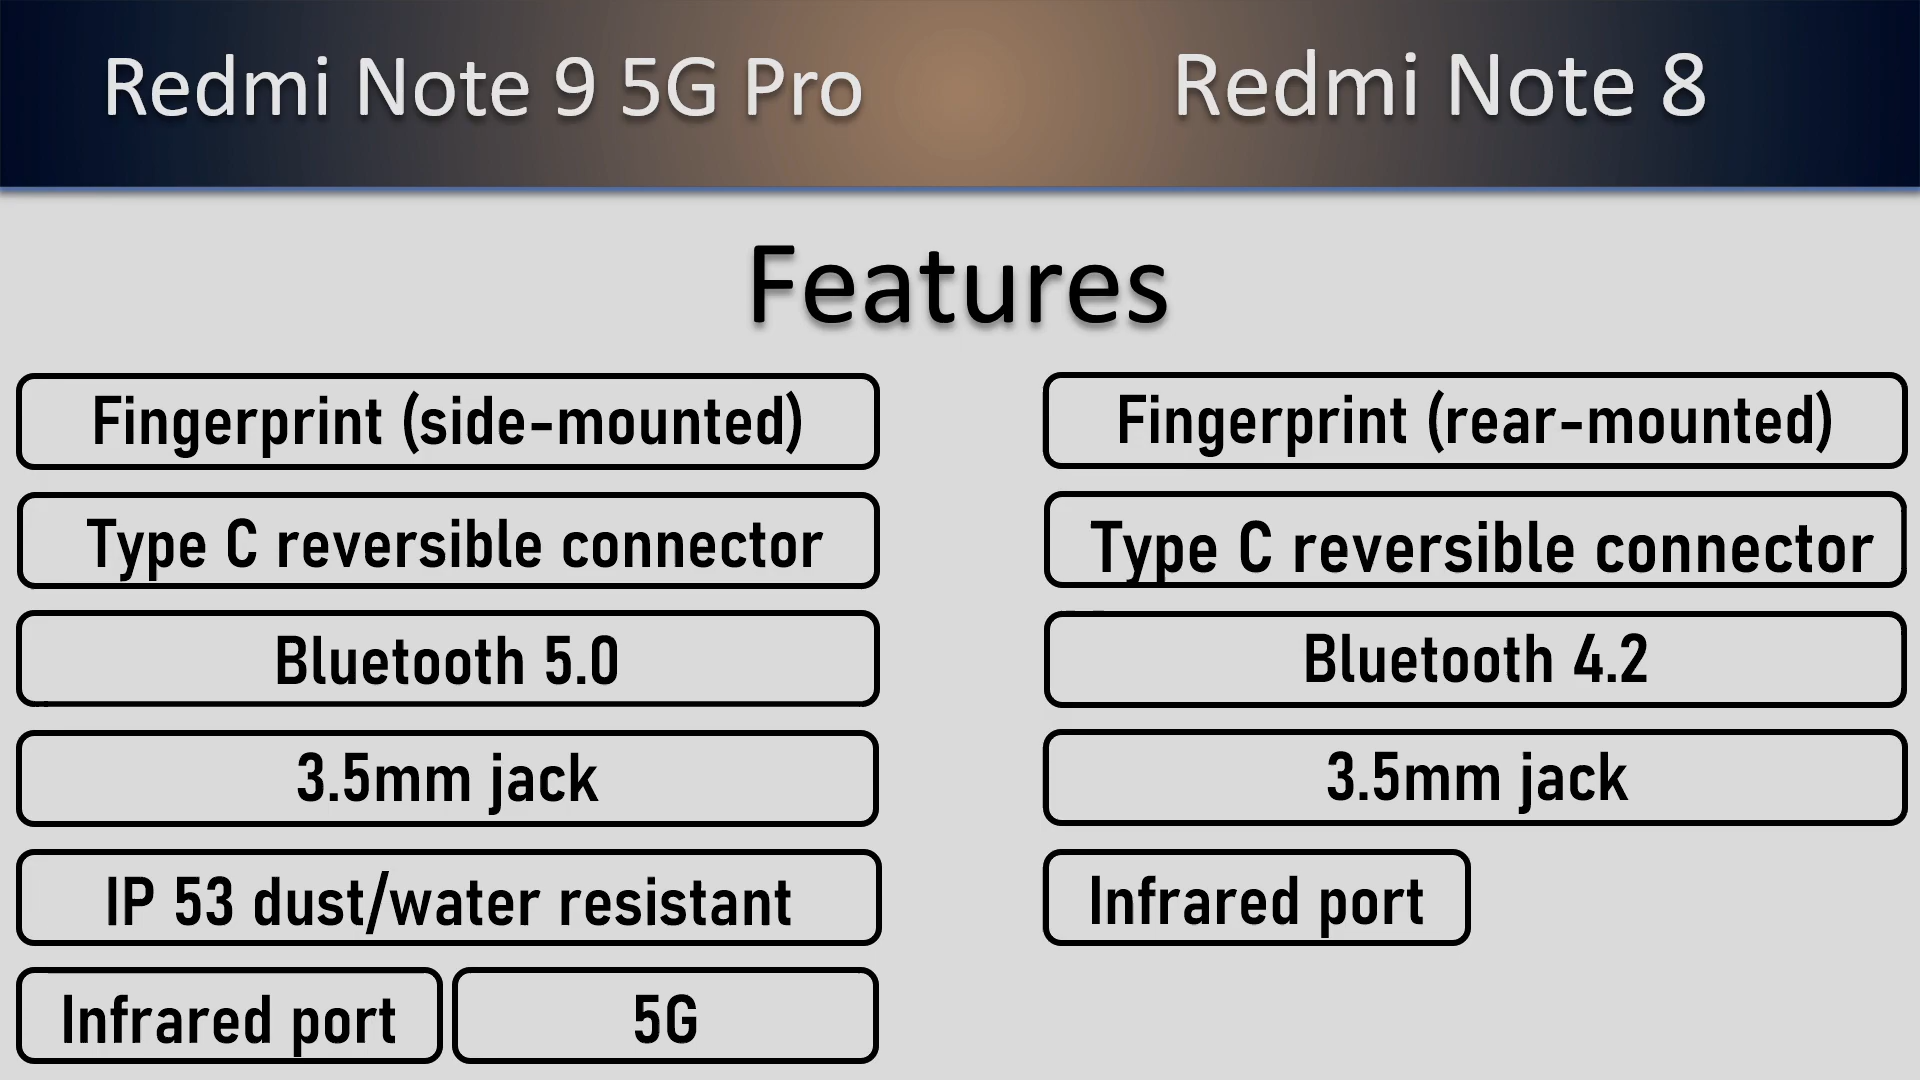 Redmi Note 9 5G Pro
Redmi Note 8
Features
Fingerprint (side-mounted)
Type C reversible connector
Bluetooth 5.0
3.5mm jack
IP 53 dust/water resistant
Infrared port
5G
Fingerprint (rear-mounted)
Type C reversible connector
Bluetooth 4.2
3.5mm jack
Infrared port